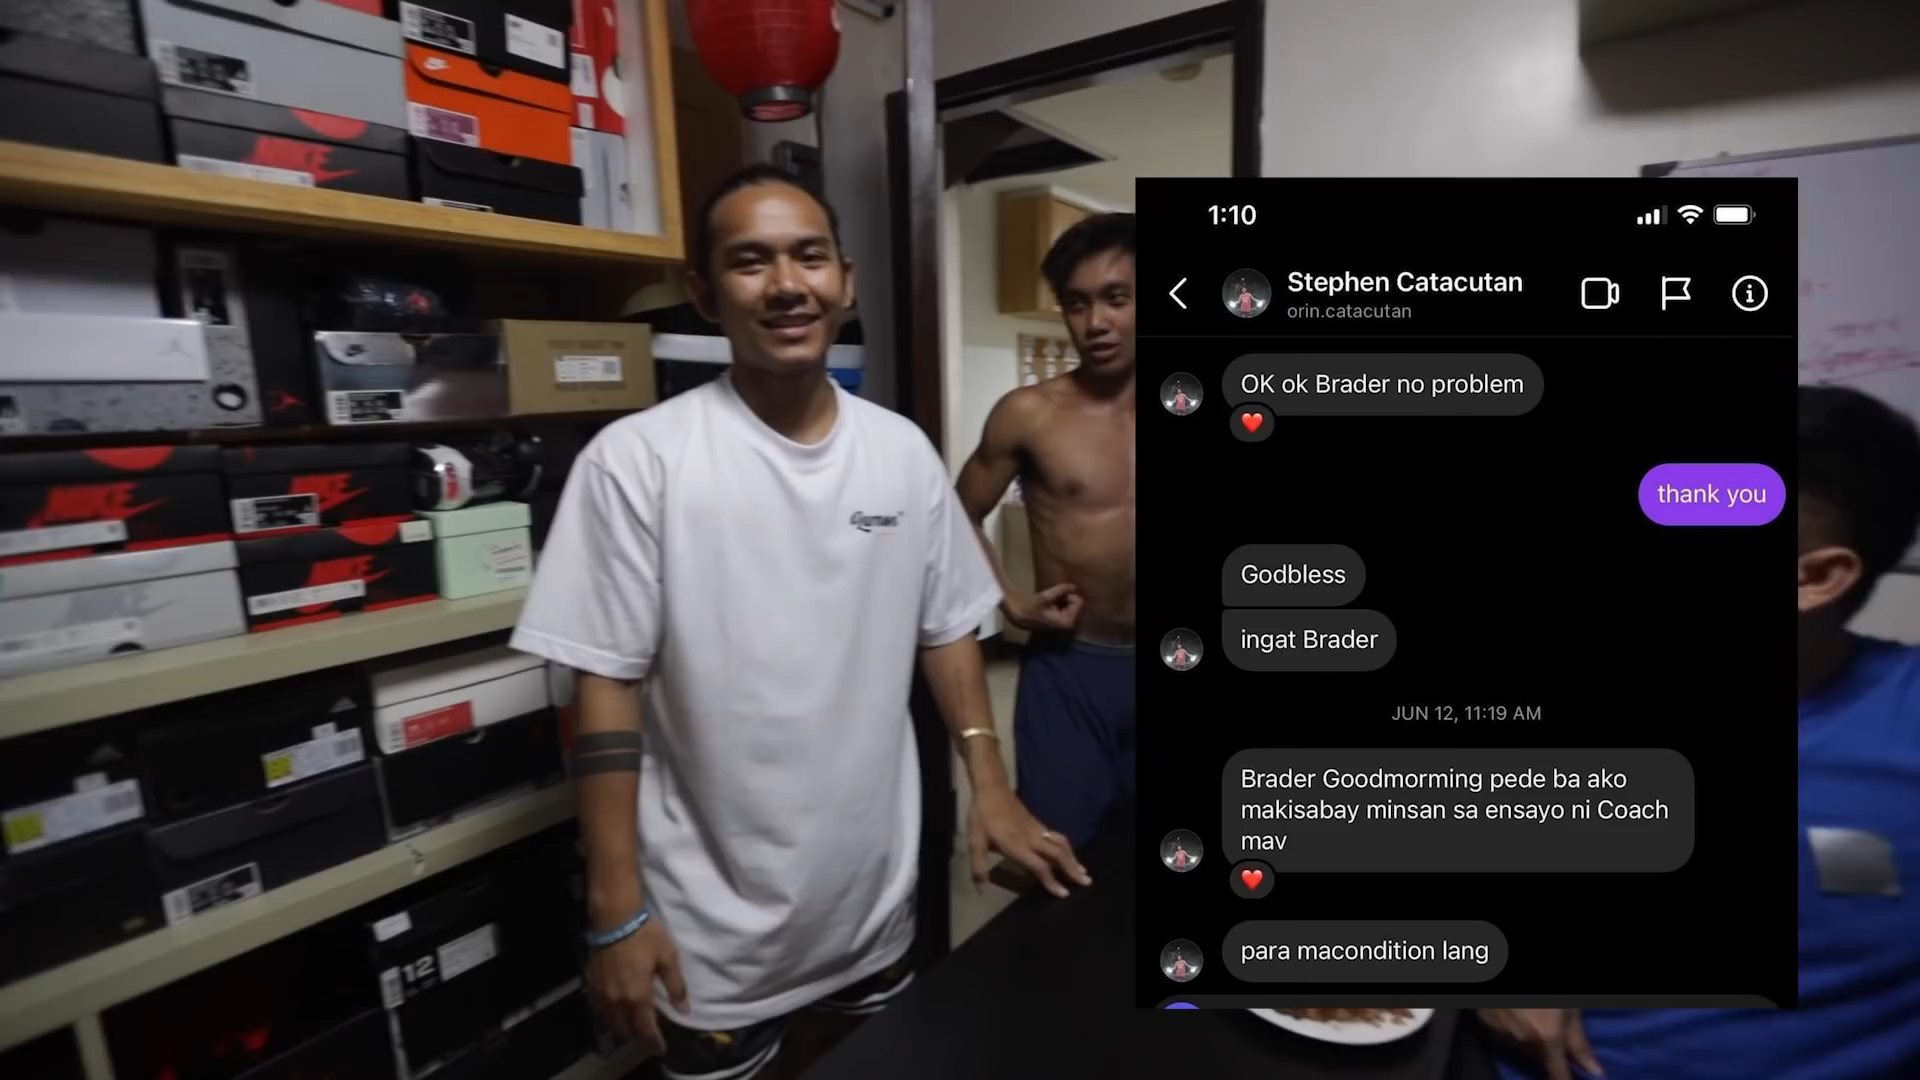 1:10
Stephen Catacutan
orin.catacutan
OK ok Brader no problem
thank you
Godbless
ingat Brader
JUN 12, 11:19 AM
Brader Goodmorming pede ba ako
makisabay minsan sa ensayo ni Coach
mav
para macondition lang
NIKE
NIKE
NIKE
NIKE
NIKE
12